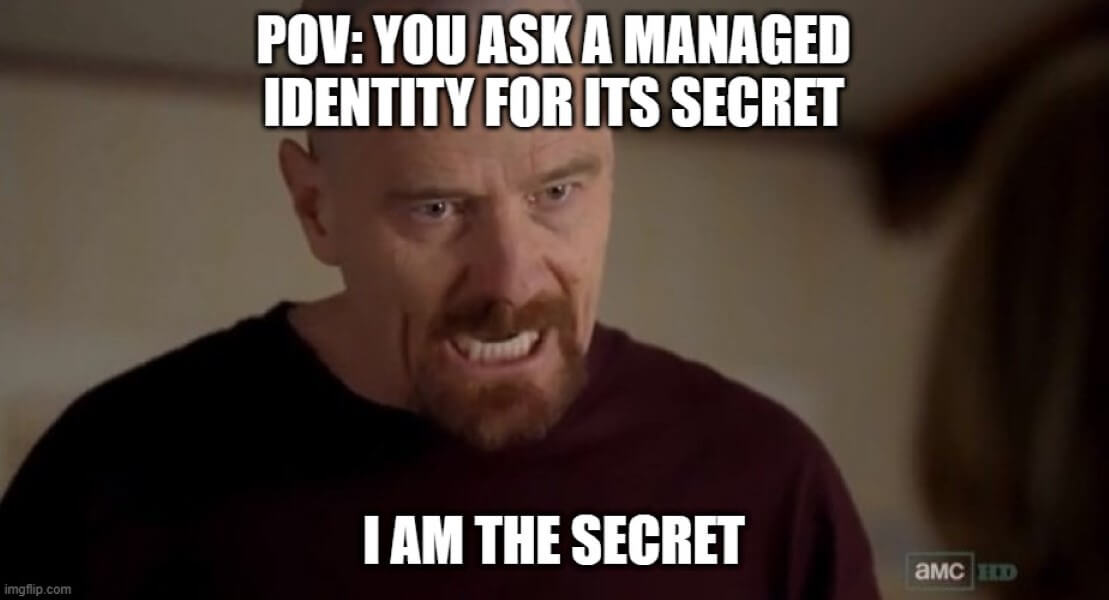 POV: YOU ASK A MANAGED
IDENTITY FOR ITS SECRET
I AM THE SECRET
aMC HD
imgflip.com